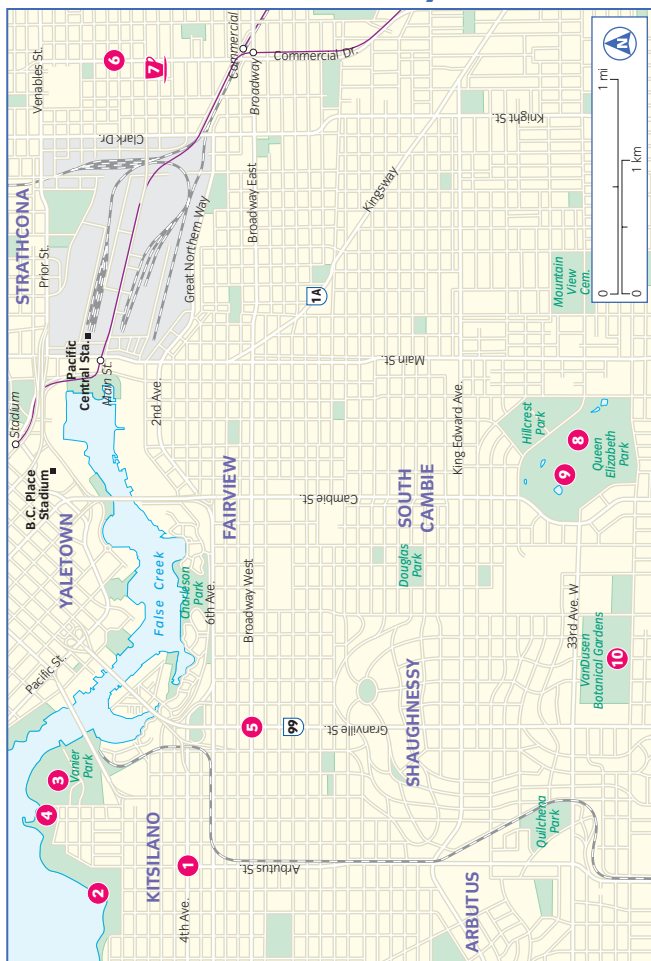 Stadium
B.C. Place
Stadium
YALETOWN
Pacific St.
False Creek
Charleson
Park
Vanier
Park
3
4
2
KITSILANO
4th Ave.
1
Arbutus St.
ARBUTUS
Quilchena
Park
STRATHCONA
Venables St.
Prior St.
Pacific
Central Sta.
Main St.
2nd Ave.
Great Northern Way
Clark Dr.
6
7
Commercial
Broadway
Commercial Dr.
Broadway East
FAIRVIEW
6th Ave.
Broadway West
5
99
Granville St.
SHAUGHNESSY
Cambie St.
SOUTH
CAMBIE
Douglas
Park
King Edward Ave.
Main St.
1A
Kingsway
Knight St.
Hillcrest
Park
9
8
Queen
Elizabeth
Park
33rd Ave. W
VanDusen
Botanical Gardens
10
Mountain
View
Cem.
0
1 mi
0
1 km
N